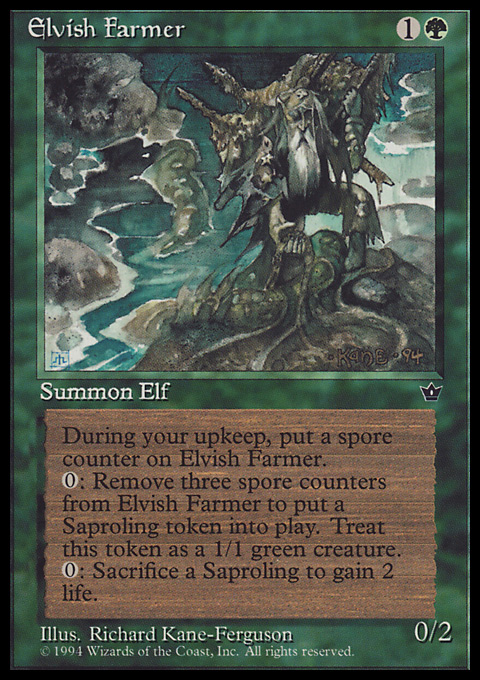 Elvish Farmer 1
·KANE·'94
Summon Elf
During your upkeep, put a spore
counter on Elvish Farmer.
0: Remove three spore counters
from Elvish Farmer to put a
Saproling token into play. Treat
this token as a 1/1 green creature.
0: Sacrifice a Saproling to gain 2
life.
Illus. Richard Kane-Ferguson 0/2
© 1994 Wizards of the Coast, Inc. All rights reserved.